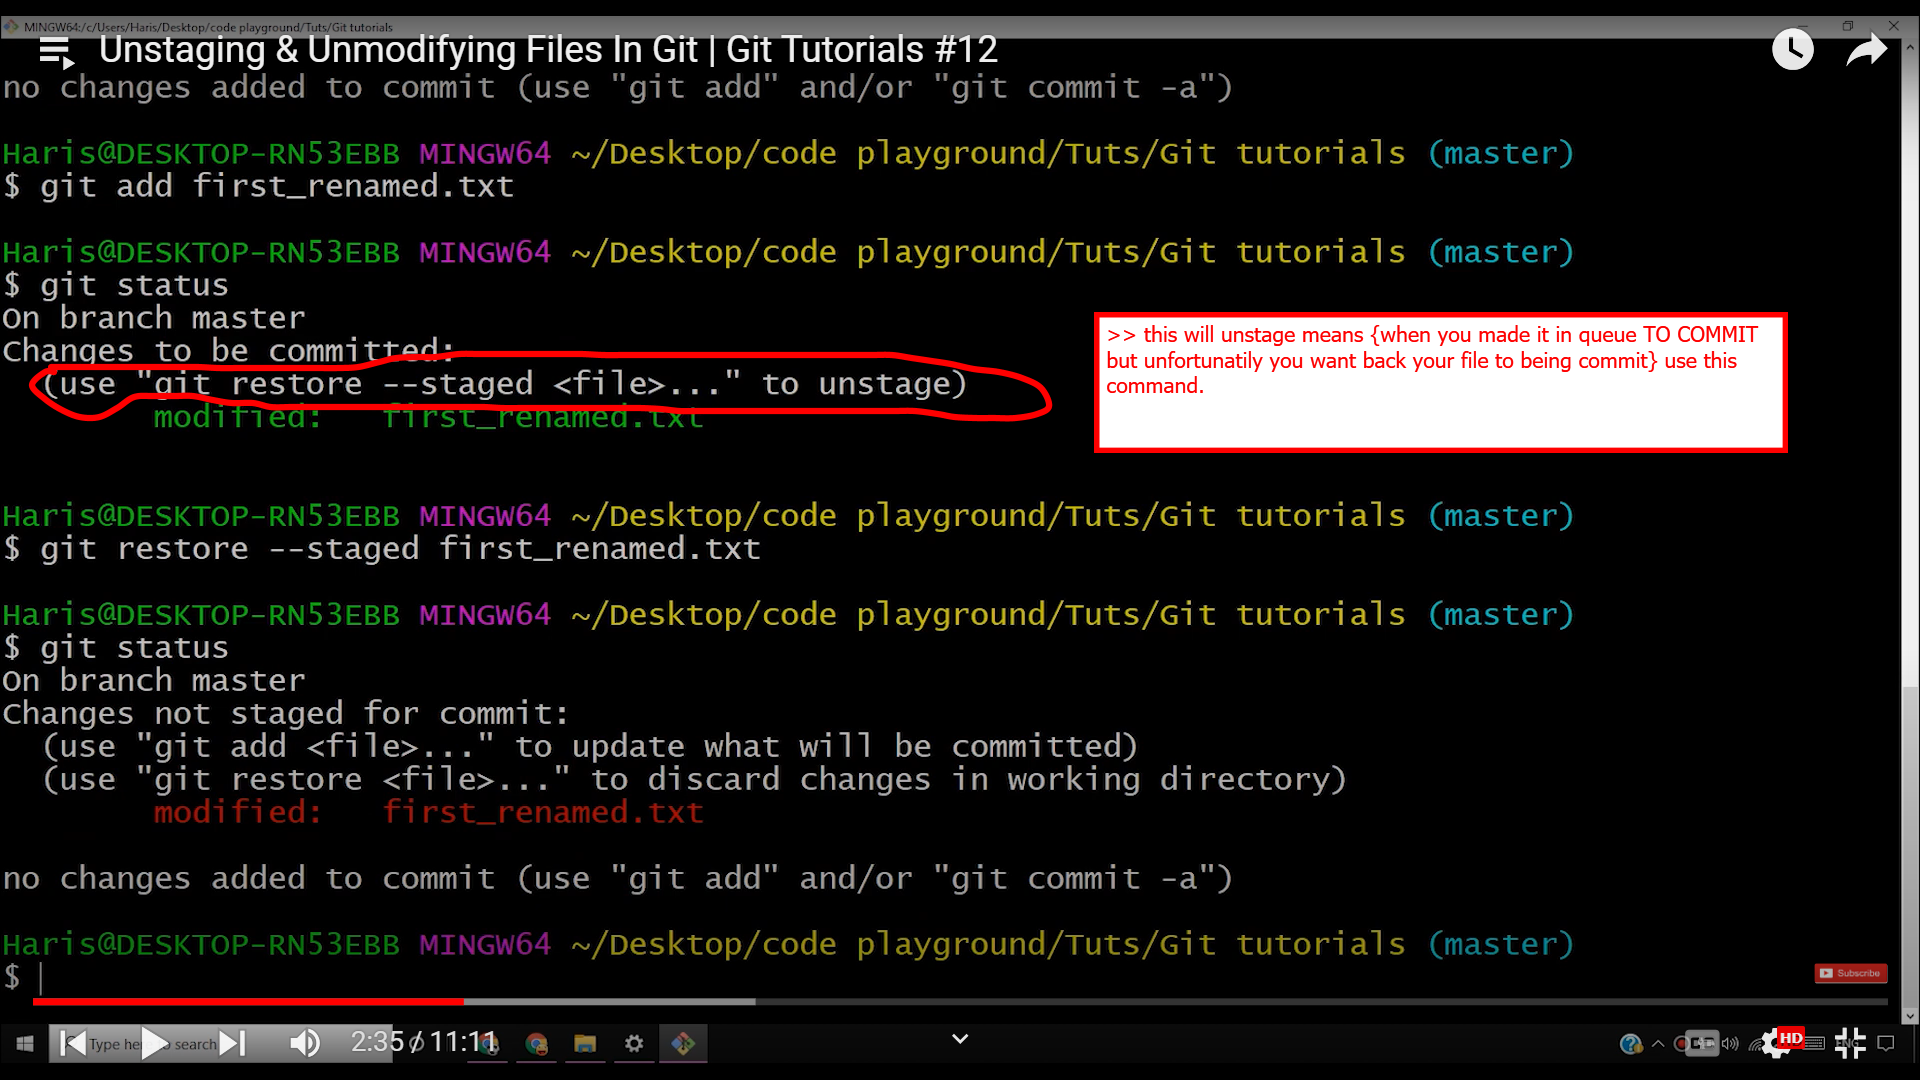 MINGW64:/c/Users/Haris/Desktop/code playground/Tuts/Git tutorials
Unstaging & Unmodifying Files In Git | Git Tutorials #12
no changes added to commit (use "git add" and/or "git commit -a")
Haris@DESKTOP-RN53EBB MINGW64 ~/Desktop/code playground/Tuts/Git tutorials (master)
$ git add first_renamed.txt
Haris@DESKTOP-RN53EBB MINGW64 ~/Desktop/code playground/Tuts/Git tutorials (master)
$ git status
On branch master
Changes to be committed:
(use "git restore --staged <file>..." to unstage)
modified:   first_renamed.txt
>> this will unstage means {when you made it in queue TO COMMIT
but unfortunatily you want back your file to being commit} use this
command.
Haris@DESKTOP-RN53EBB MINGW64 ~/Desktop/code playground/Tuts/Git tutorials (master)
$ git restore --staged first_renamed.txt
Haris@DESKTOP-RN53EBB MINGW64 ~/Desktop/code playground/Tuts/Git tutorials (master)
$ git status
On branch master
Changes not staged for commit:
(use "git add <file>..." to update what will be committed)
(use "git restore <file>..." to discard changes in working directory)
modified:   first_renamed.txt
no changes added to commit (use "git add" and/or "git commit -a")
Haris@DESKTOP-RN53EBB MINGW64 ~/Desktop/code playground/Tuts/Git tutorials (master)
$
Subscribe
Type search
2:35 / 11:11
HD